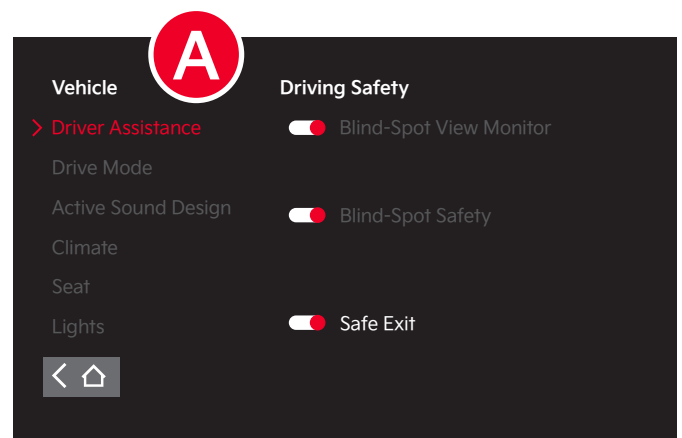 A
Vehicle
Driver Assistance
Drive Mode
Active Sound Design
Climate
Seat
Lights
Driving Safety
Blind-Spot View Monitor
Blind-Spot Safety
Safe Exit